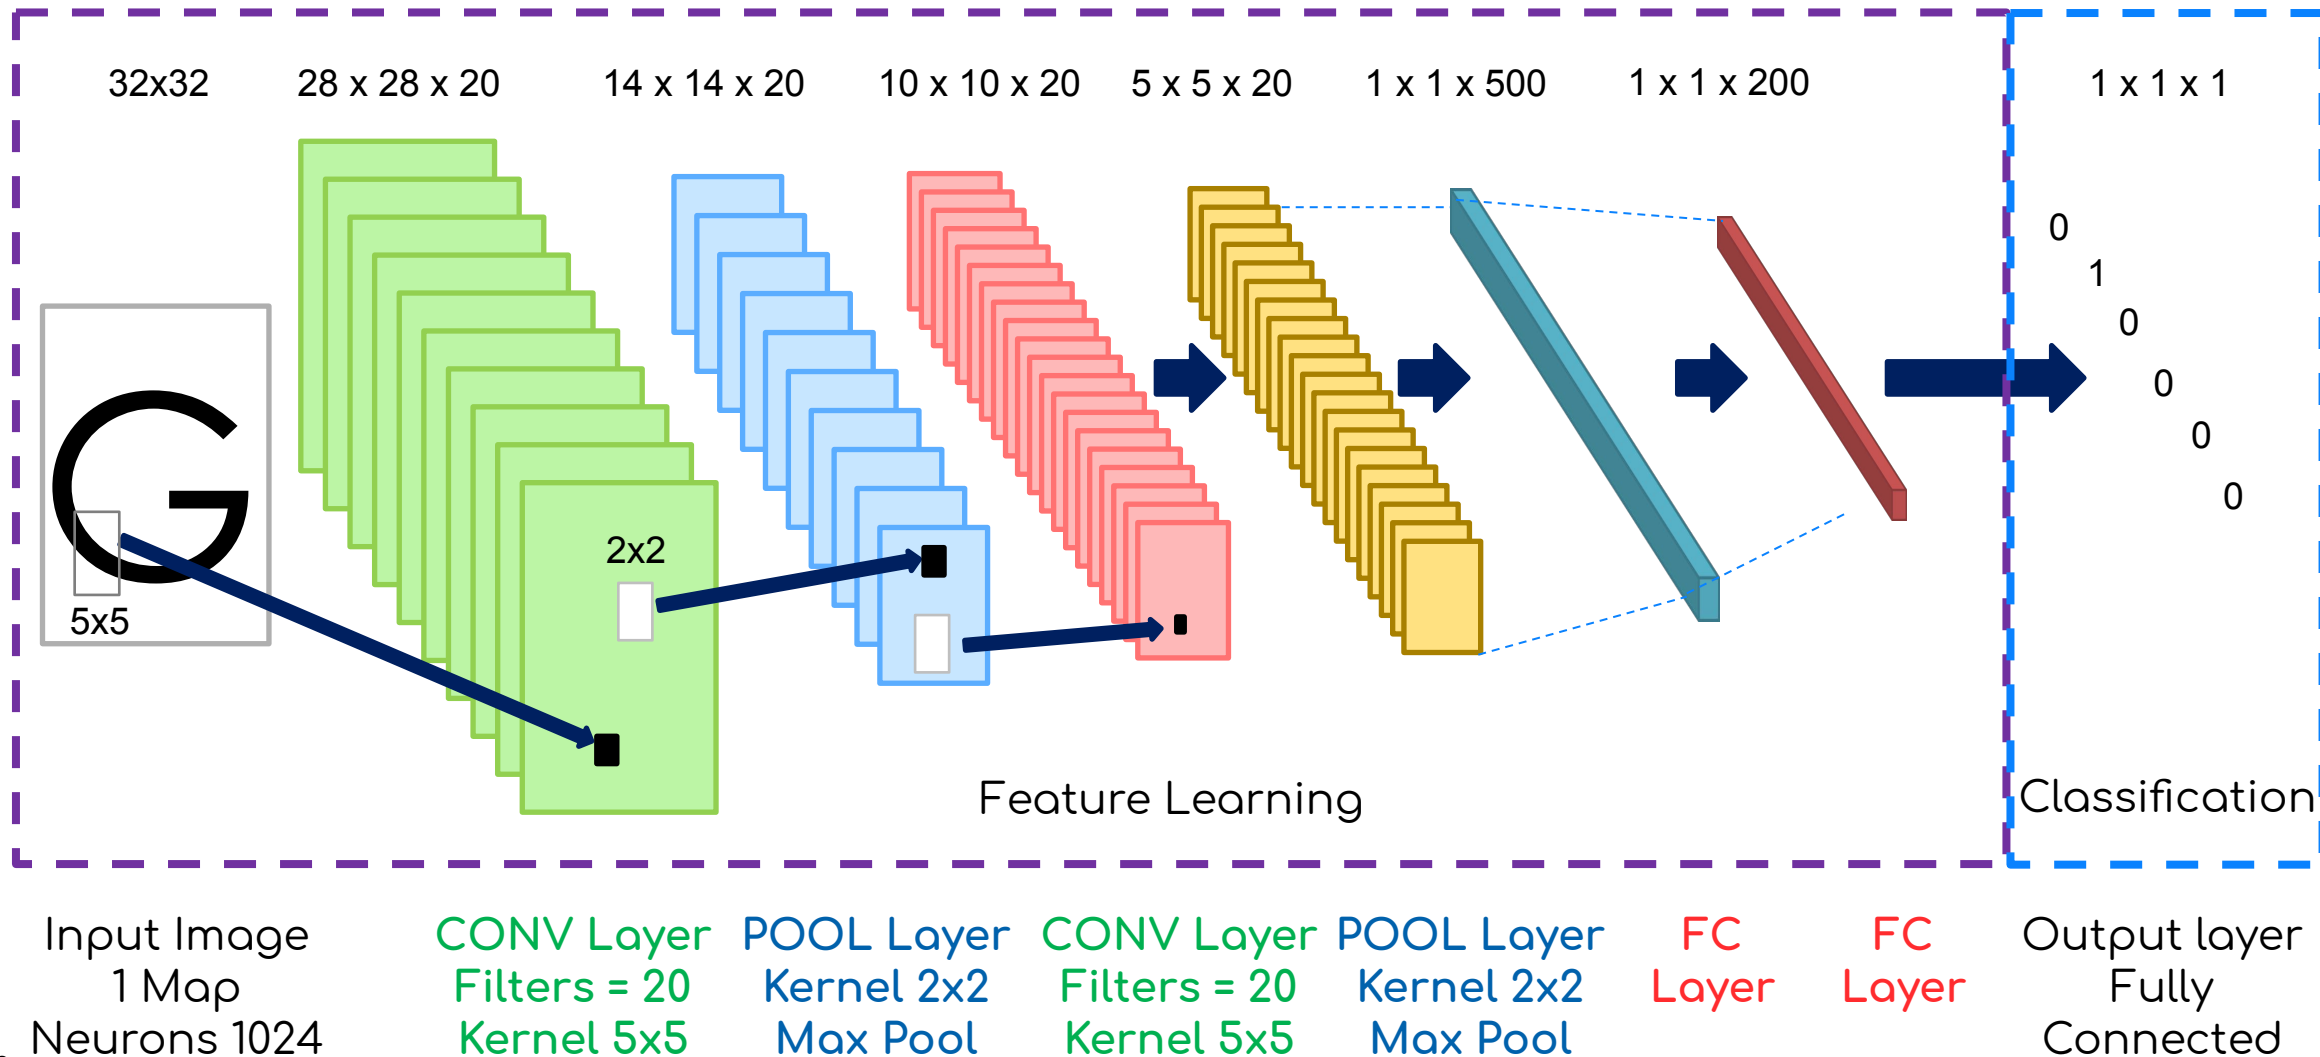 32x32
28 x 28 x 20
14 x 14 x 20
10 x 10 x 20
5 x 5 x 20
1 x 1 x 500
1 x 1 x 200
1 x 1 x 1
G
5x5
2x2
0
1
0
0
0
0
Feature Learning
Classification
Input Image
1 Map
Neurons 1024
CONV Layer
Filters = 20
Kernel 5x5
POOL Layer
Kernel 2x2
Max Pool
CONV Layer
Filters = 20
Kernel 5x5
POOL Layer
Kernel 2x2
Max Pool
FC
Layer
FC
Layer
Output layer
Fully
Connected